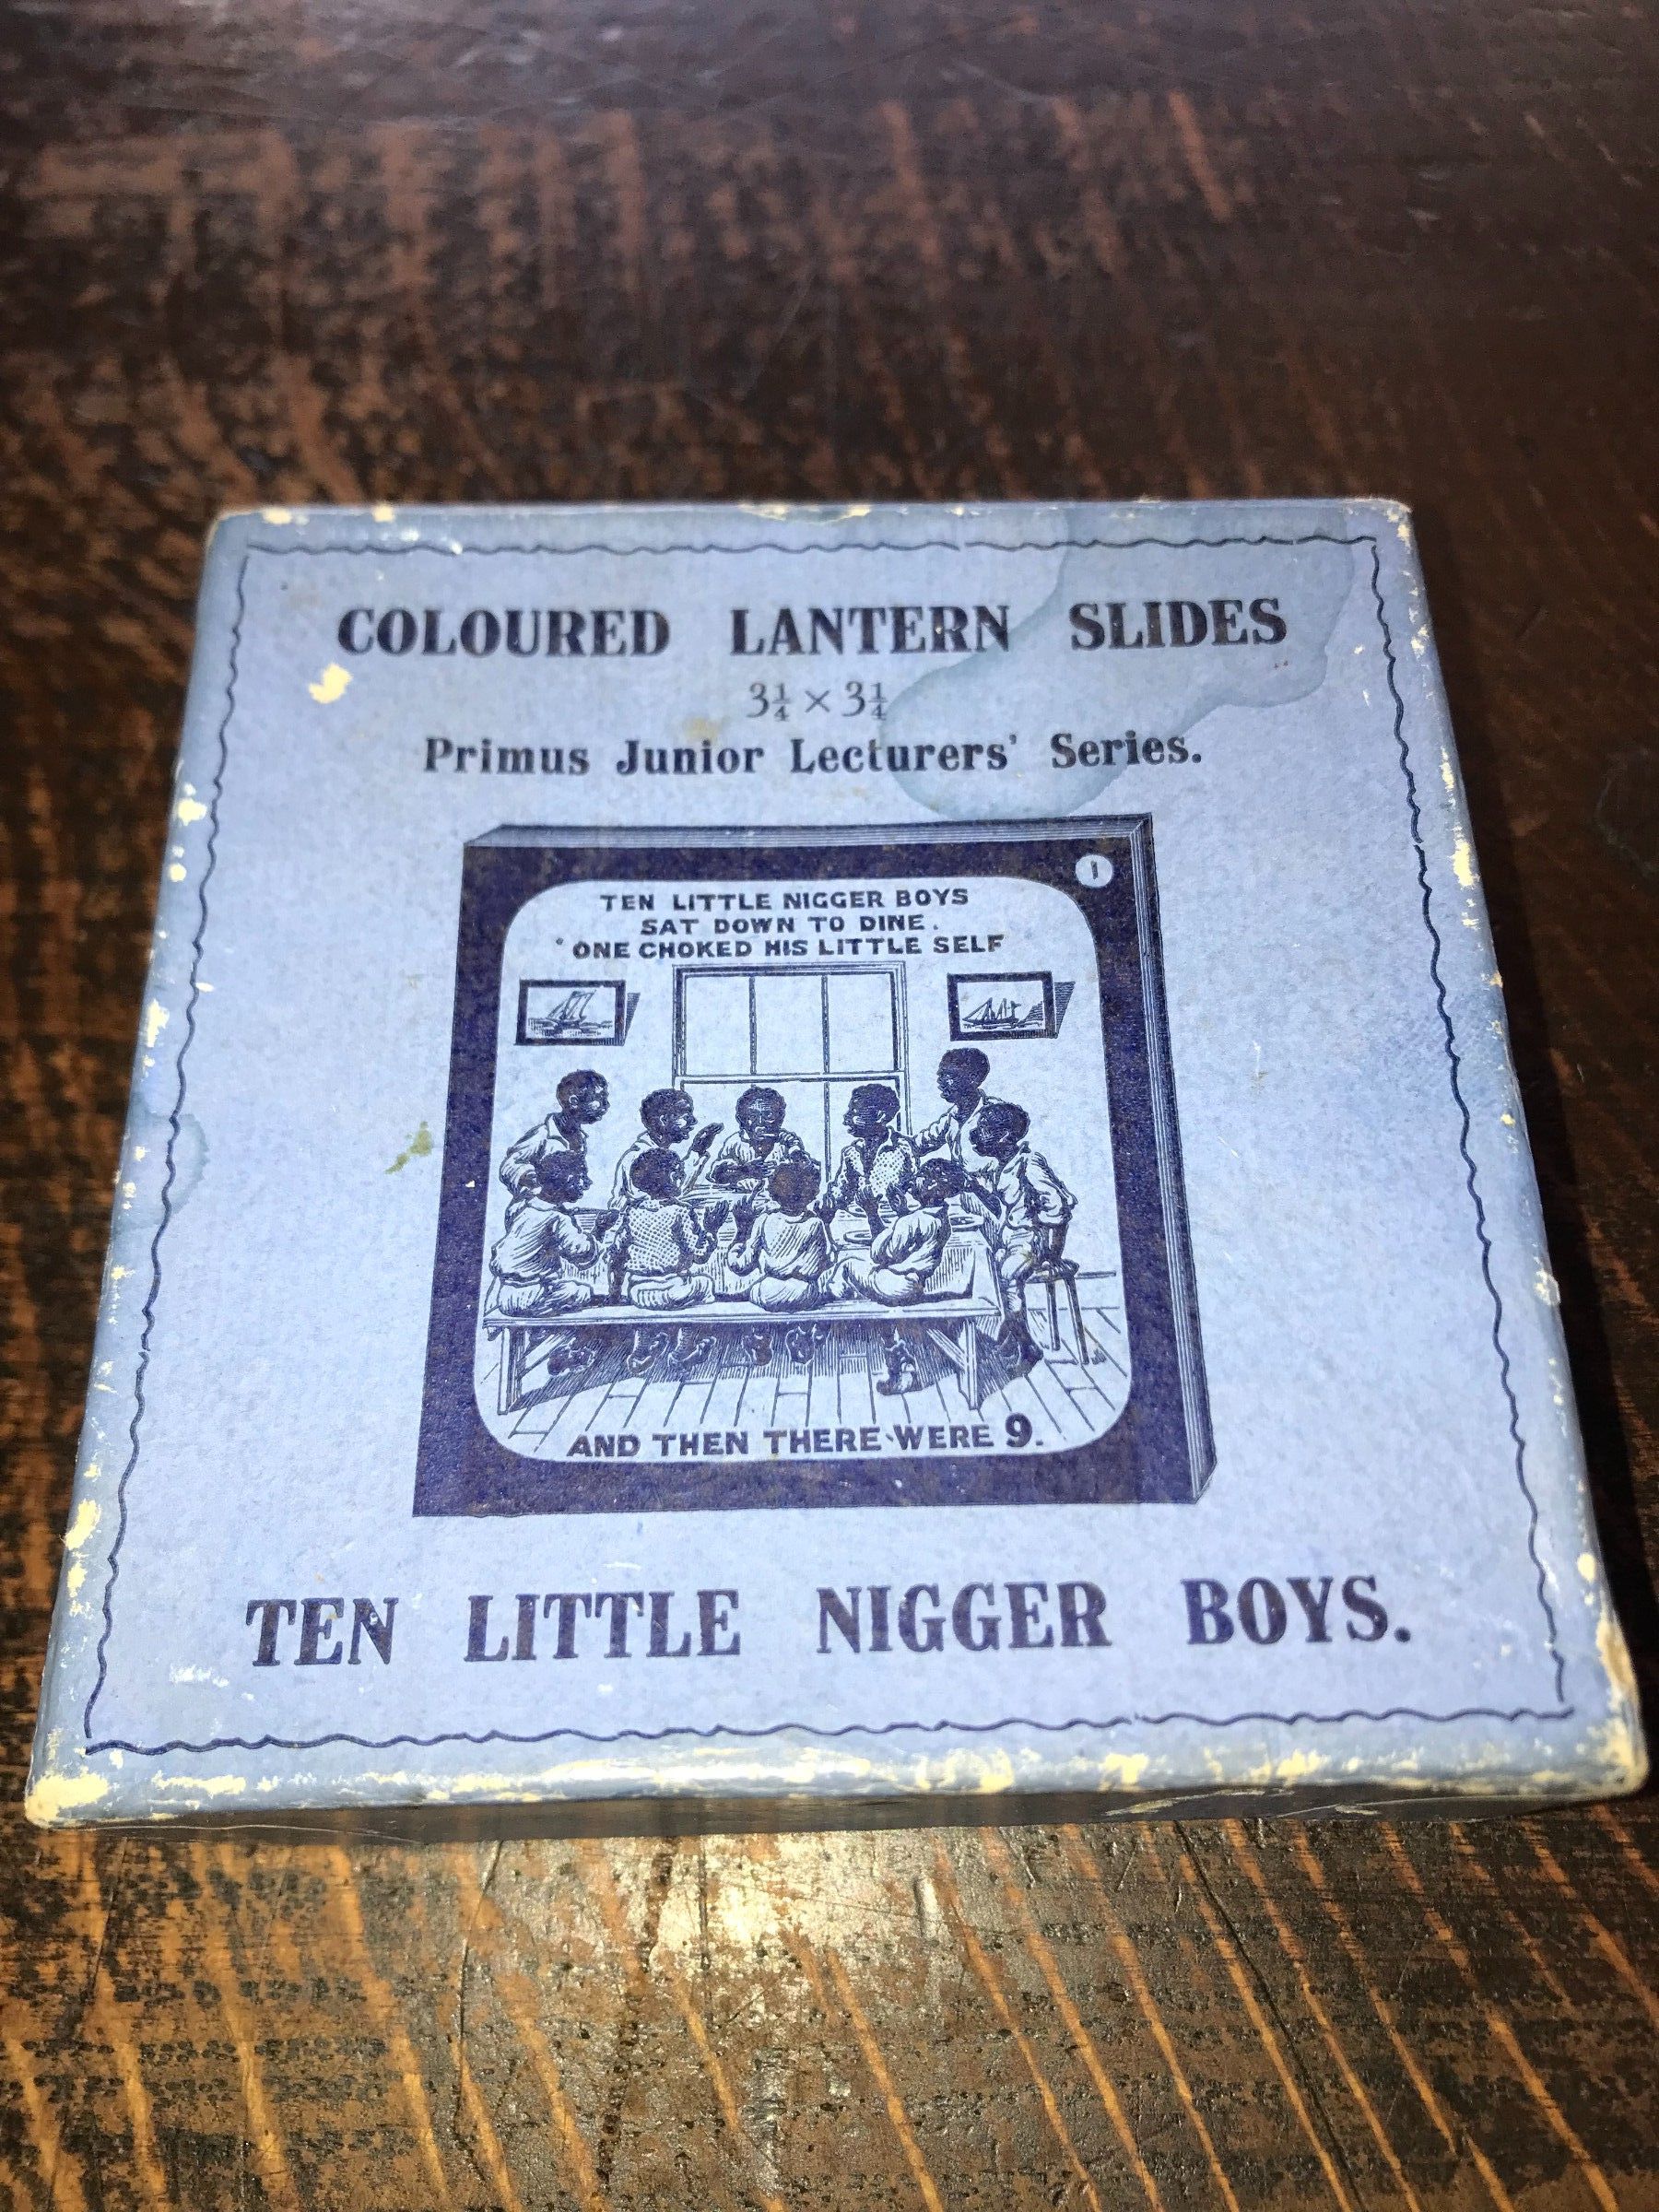 COLOURED LANTERN SLIDES
3¼ × 3¼
Primus Junior Lecturers' Series.
1
TEN LITTLE NIGGER BOYS
SAT DOWN TO DINE.
ONE CHOKED HIS LITTLE SELF
AND THEN THERE WERE 9.
TEN LITTLE NIGGER BOYS.